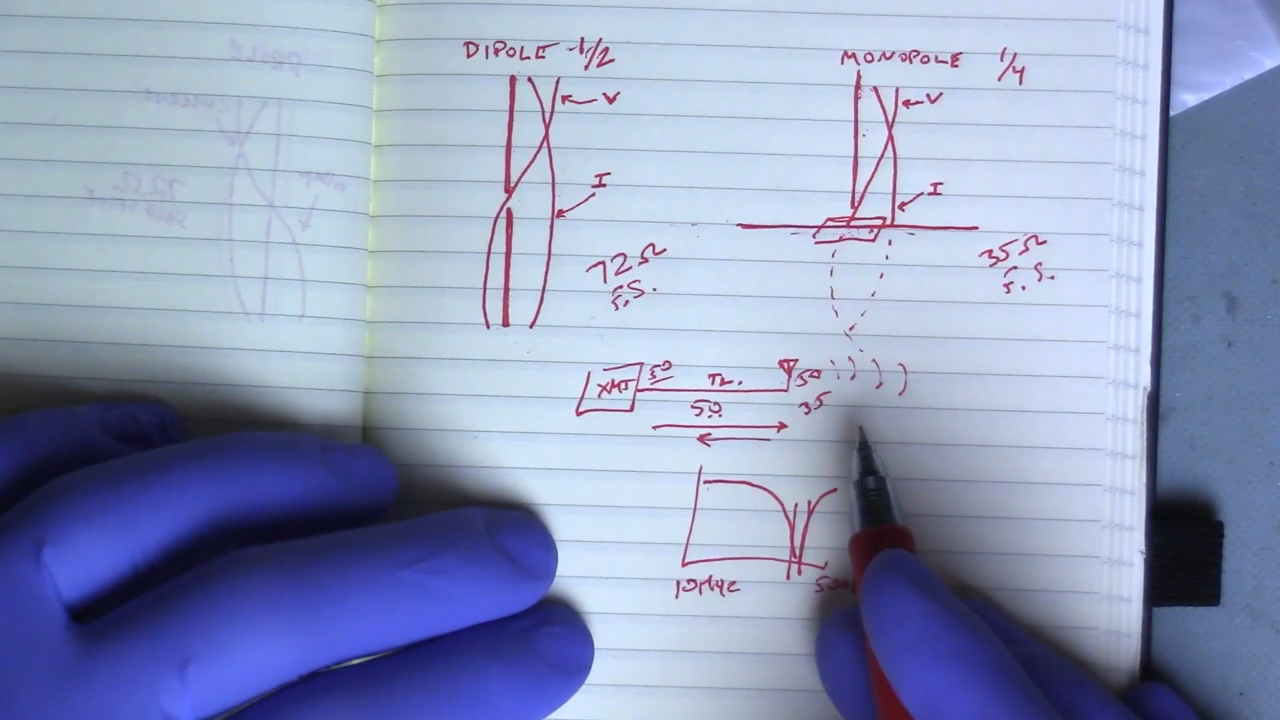 DIPOLE 1/2
MONOPOLE 1/4
V
V
I
I
72Ω
35Ω
XMT
50
TL.
50
50
35
10MHZ